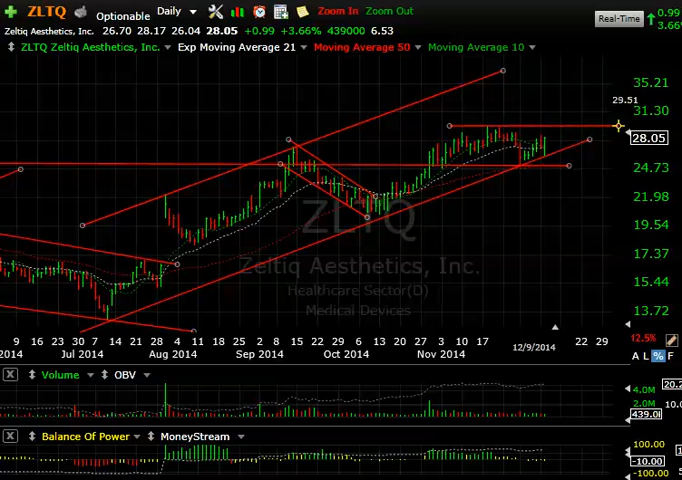 ZLTQ Optionable Daily Zoom In Zoom Out Real-Time 0.99
3.66%
Zeltiq Aesthetics, Inc. 26.70 28.17 26.04 28.05 +0.99 +3.66% 439000 6.53
ZLTQ Zeltiq Aesthetics, Inc. Exp Moving Average 21 Moving Average 50 Moving Average 10
35.21
29.51
31.30
28.05
24.73
21.98
19.54
17.37
15.44
13.72
ZLTQ
Zeltiq Aesthetics, Inc.
Healthcare Sector(D)
Medical Devices
12.5%
9 16 23 30 7 14 21 28 4 11 18 25 2 8 15 22 29 6 13 20 27 3 10 17 22 29
2014 Jul 2014 Aug 2014 Sep 2014 Oct 2014 Nov 2014 12/9/2014
A L % F
X Volume OBV
20.2
4.0M
2.0M
10.0
439.0
X Balance Of Power MoneyStream
100.00
-10.00
-100.00